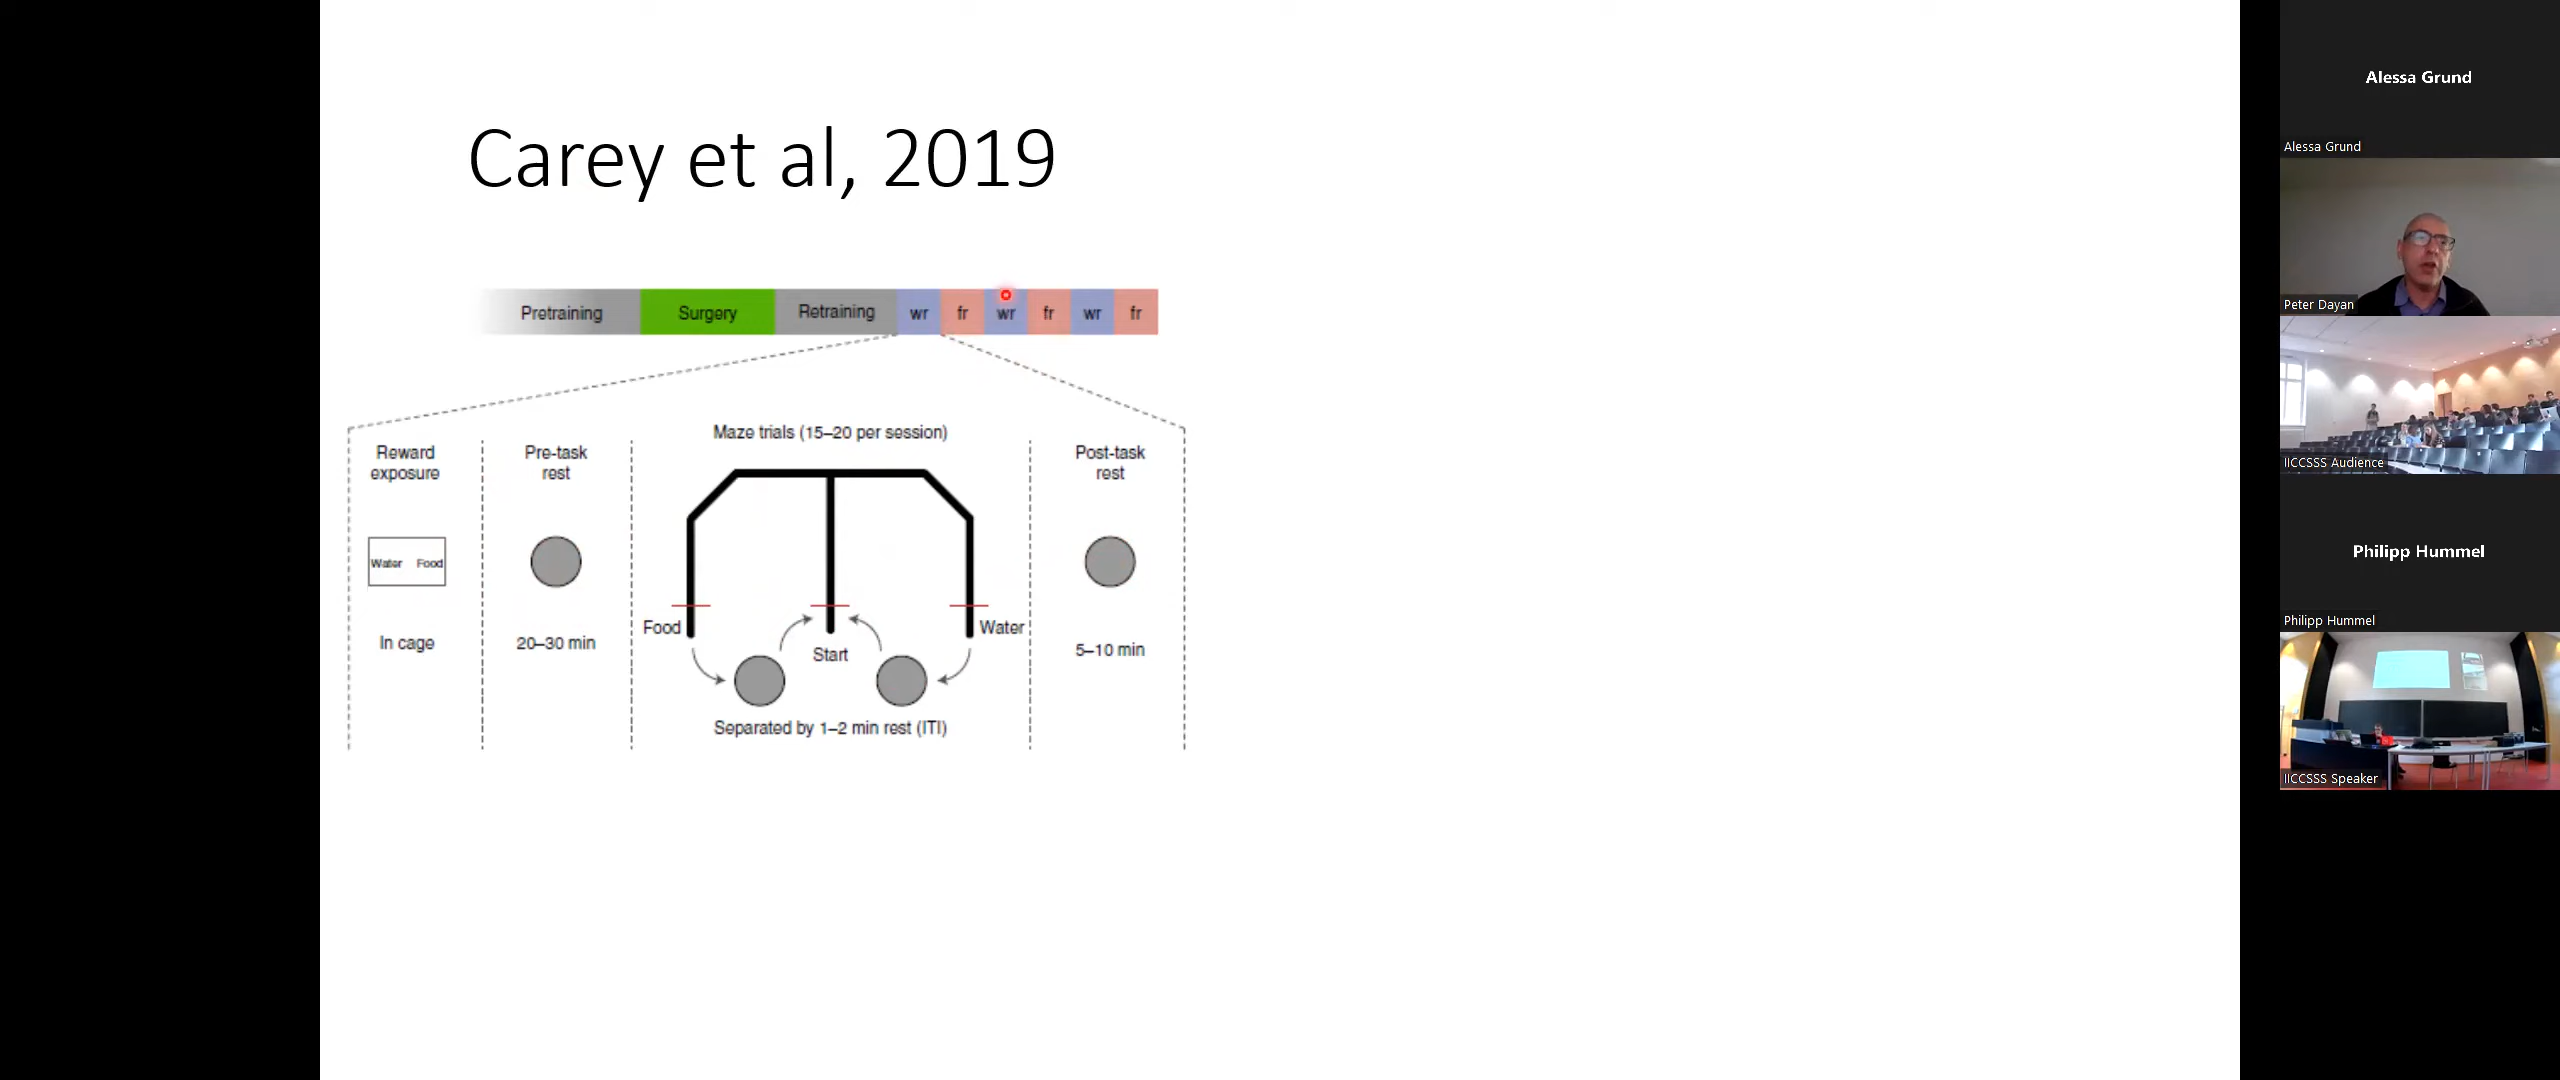 Carey et al, 2019
Pretraining
Surgery
Retraining
wr
fr
wr
fr
wr
fr
Reward
exposure
Water Food
In cage
Pre-task
rest
20–30 min
Maze trials (15–20 per session)
Food
Start
Water
Separated by 1–2 min rest (ITI)
Post-task
rest
5–10 min
Alessa Grund
Alessa Grund
Peter Dayan
IICCSSS Audience
Philipp Hummel
Philipp Hummel
IICCSSS Speaker